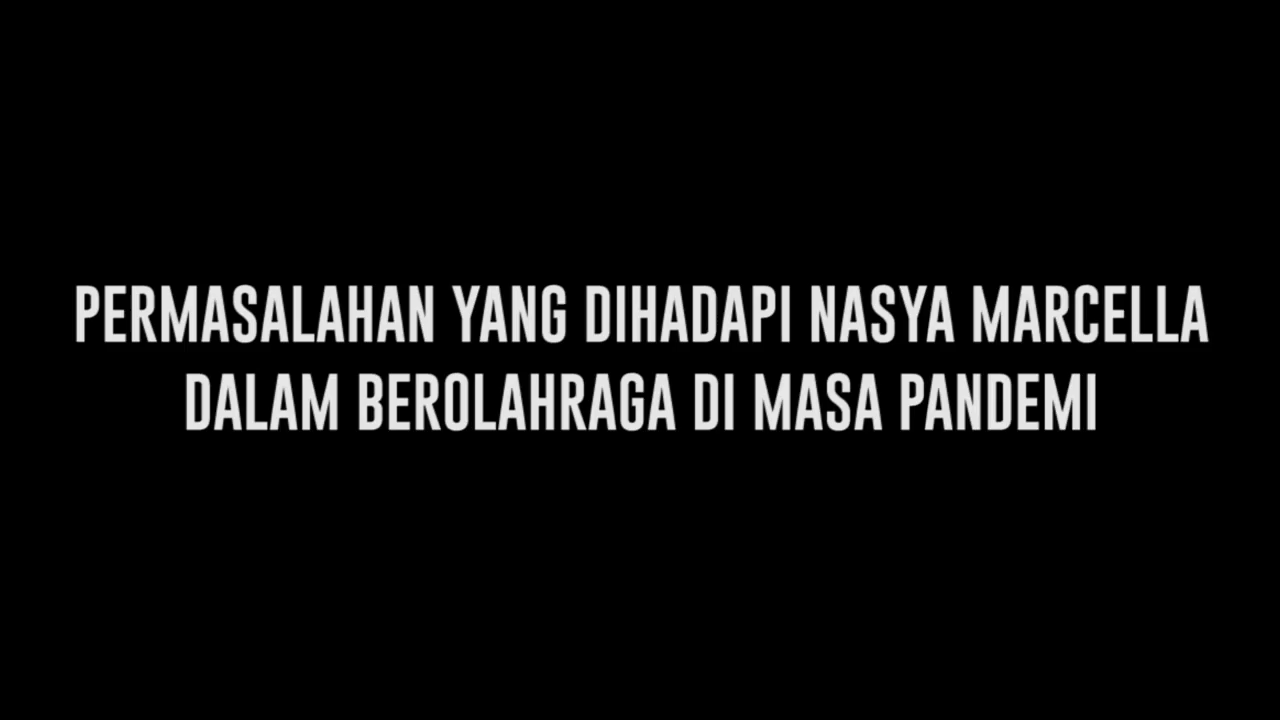 PERMASALAHAN YANG DIHADAPI NASYA MARCELLA
DALAM BEROLAHRAGA DI MASA PANDEMI